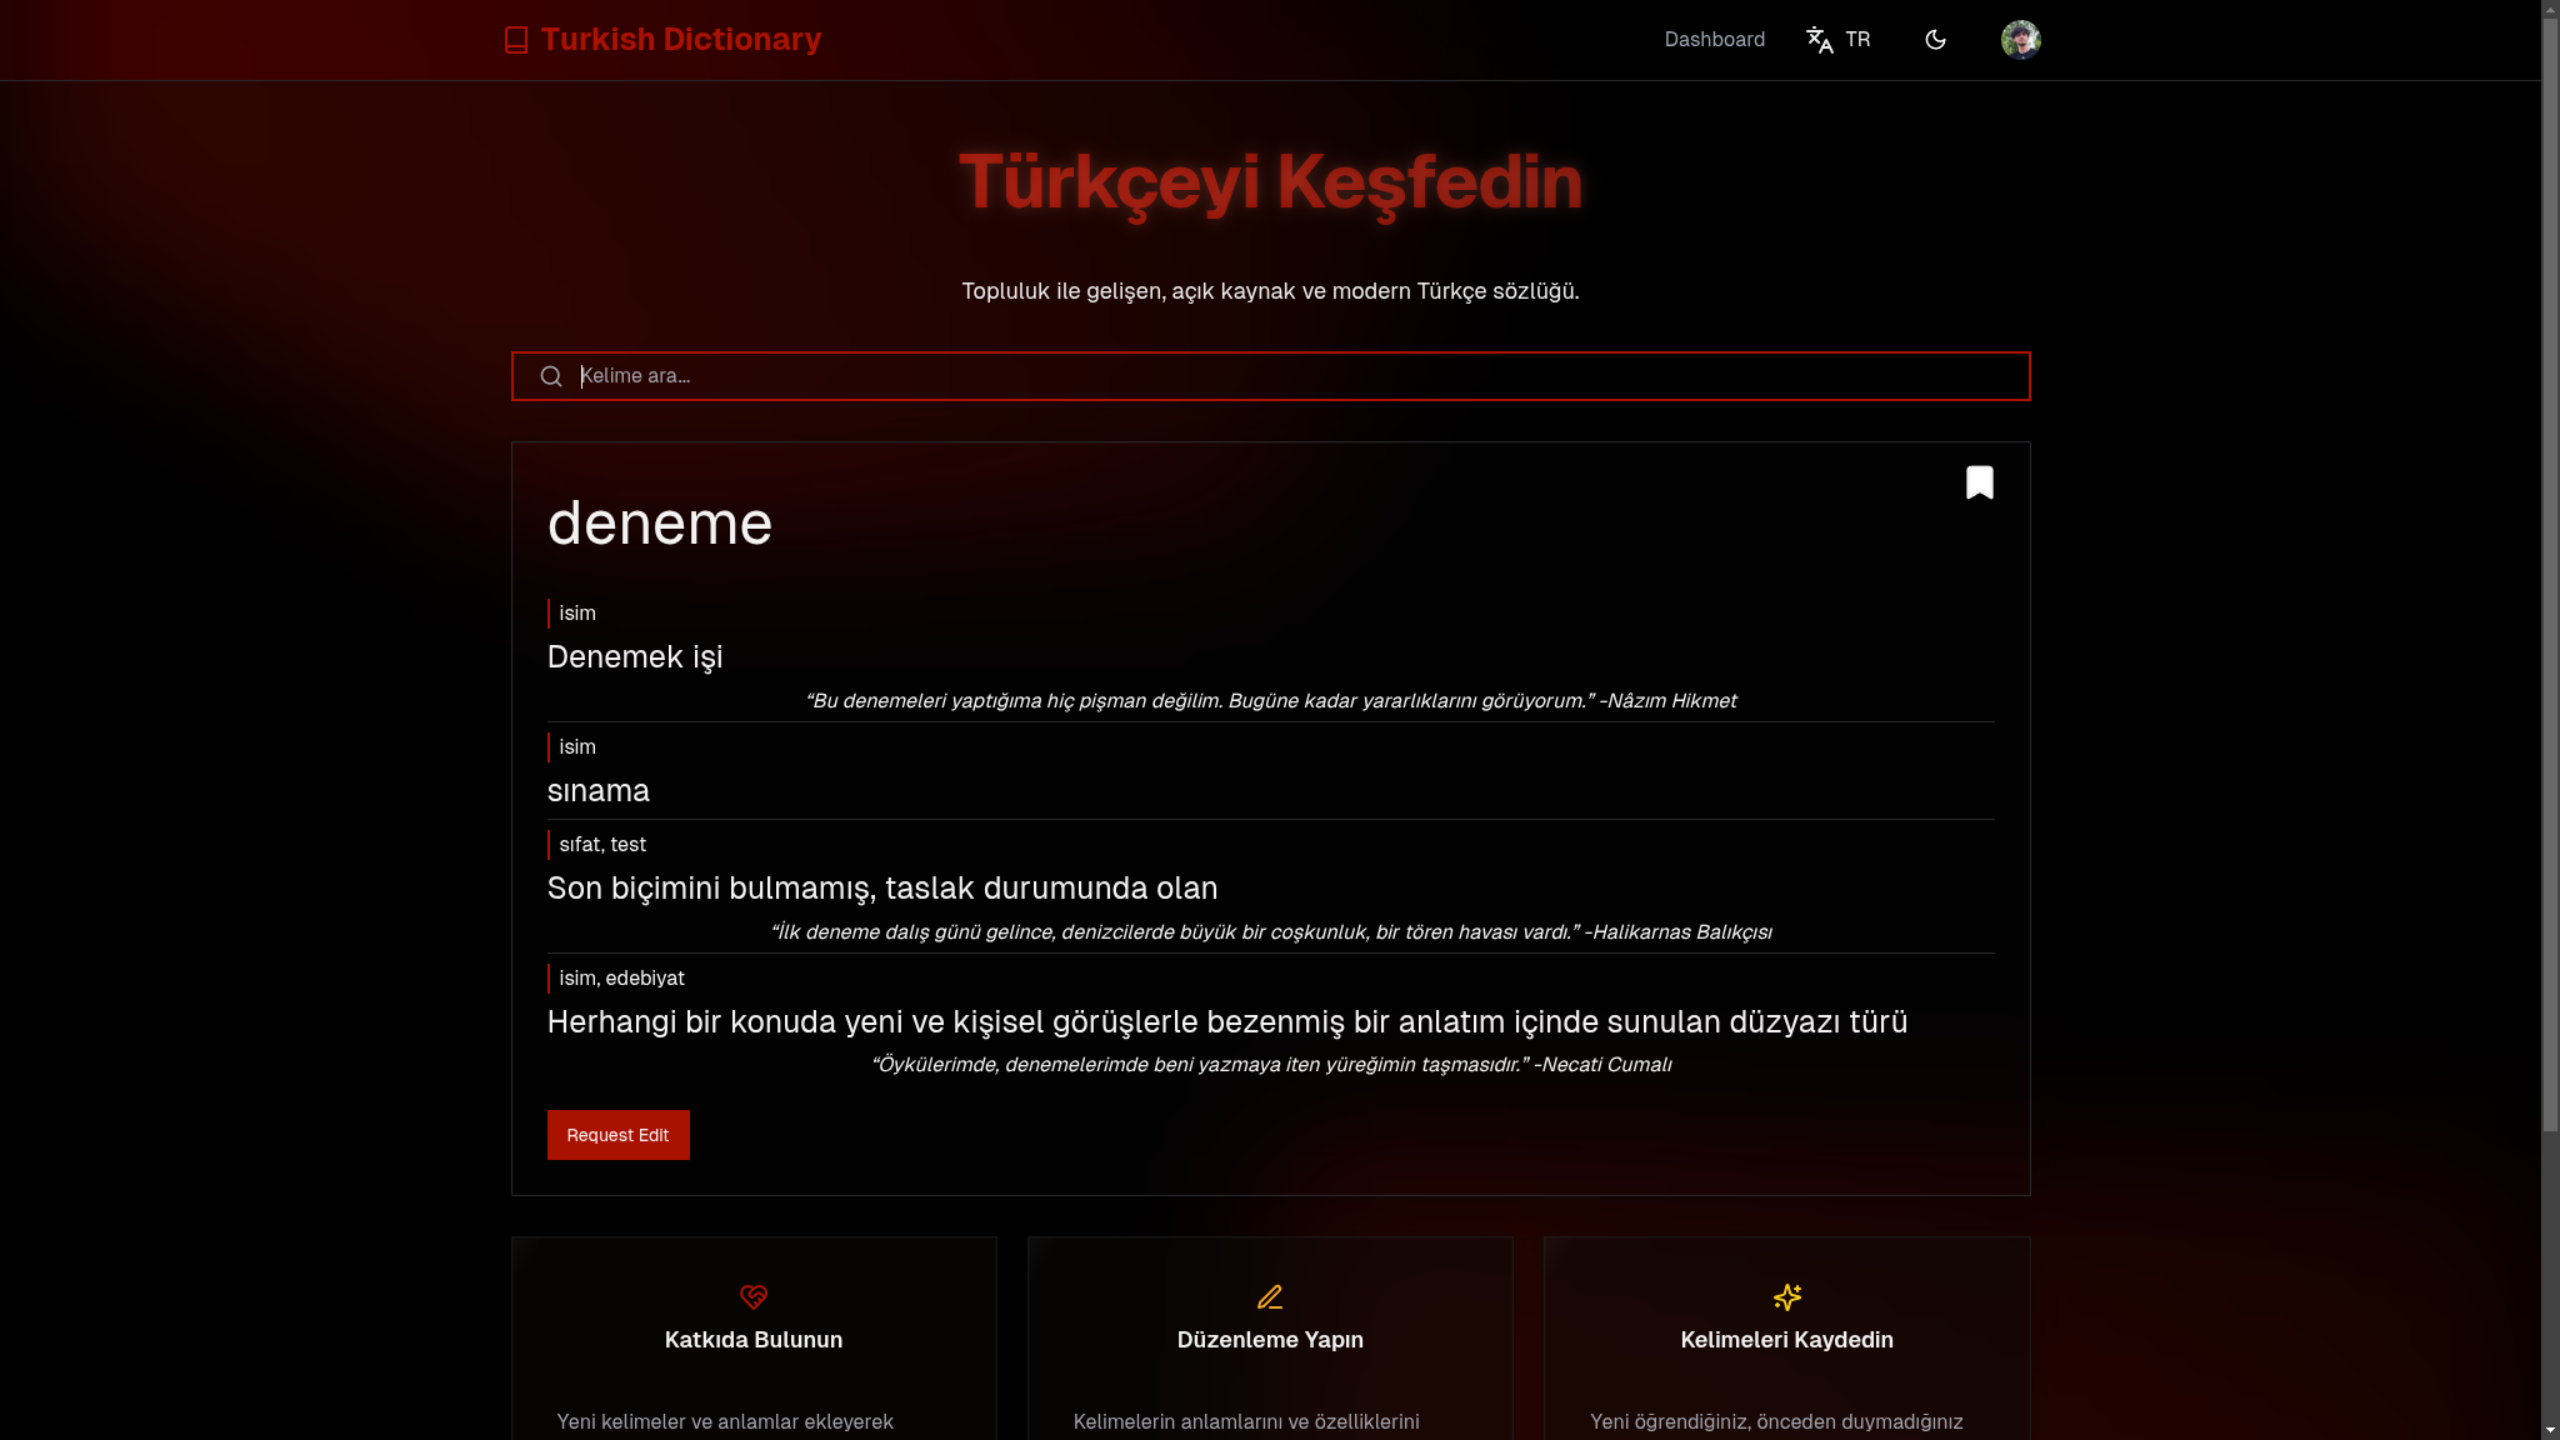 Turkish Dictionary
Dashboard
TR
Türkçeyi Keşfedin
Topluluk ile gelişen, açık kaynak ve modern Türkçe sözlüğü.
Kelime ara...
deneme
isim
Denemek işi
“Bu denemeleri yaptığıma hiç pişman değilim. Bugüne kadar yararlıklarını görüyorum.” -Nâzım Hikmet
isim
sınama
sıfat, test
Son biçimini bulmamış, taslak durumunda olan
“İlk deneme dalış günü gelince, denizcilerde büyük bir coşkunluk, bir tören havası vardı.” -Halikarnas Balıkçısı
isim, edebiyat
Herhangi bir konuda yeni ve kişisel görüşlerle bezenmiş bir anlatım içinde sunulan düzyazı türü
“Öykülerimde, denemelerimde beni yazmaya iten yüreğimin taşmasıdır.” -Necati Cumalı
Request Edit
Katkıda Bulunun
Yeni kelimeler ve anlamlar ekleyerek
Düzenleme Yapın
Kelimelerin anlamlarını ve özelliklerini
Kelimeleri Kaydedin
Yeni öğrendiğiniz, önceden duymadığınız